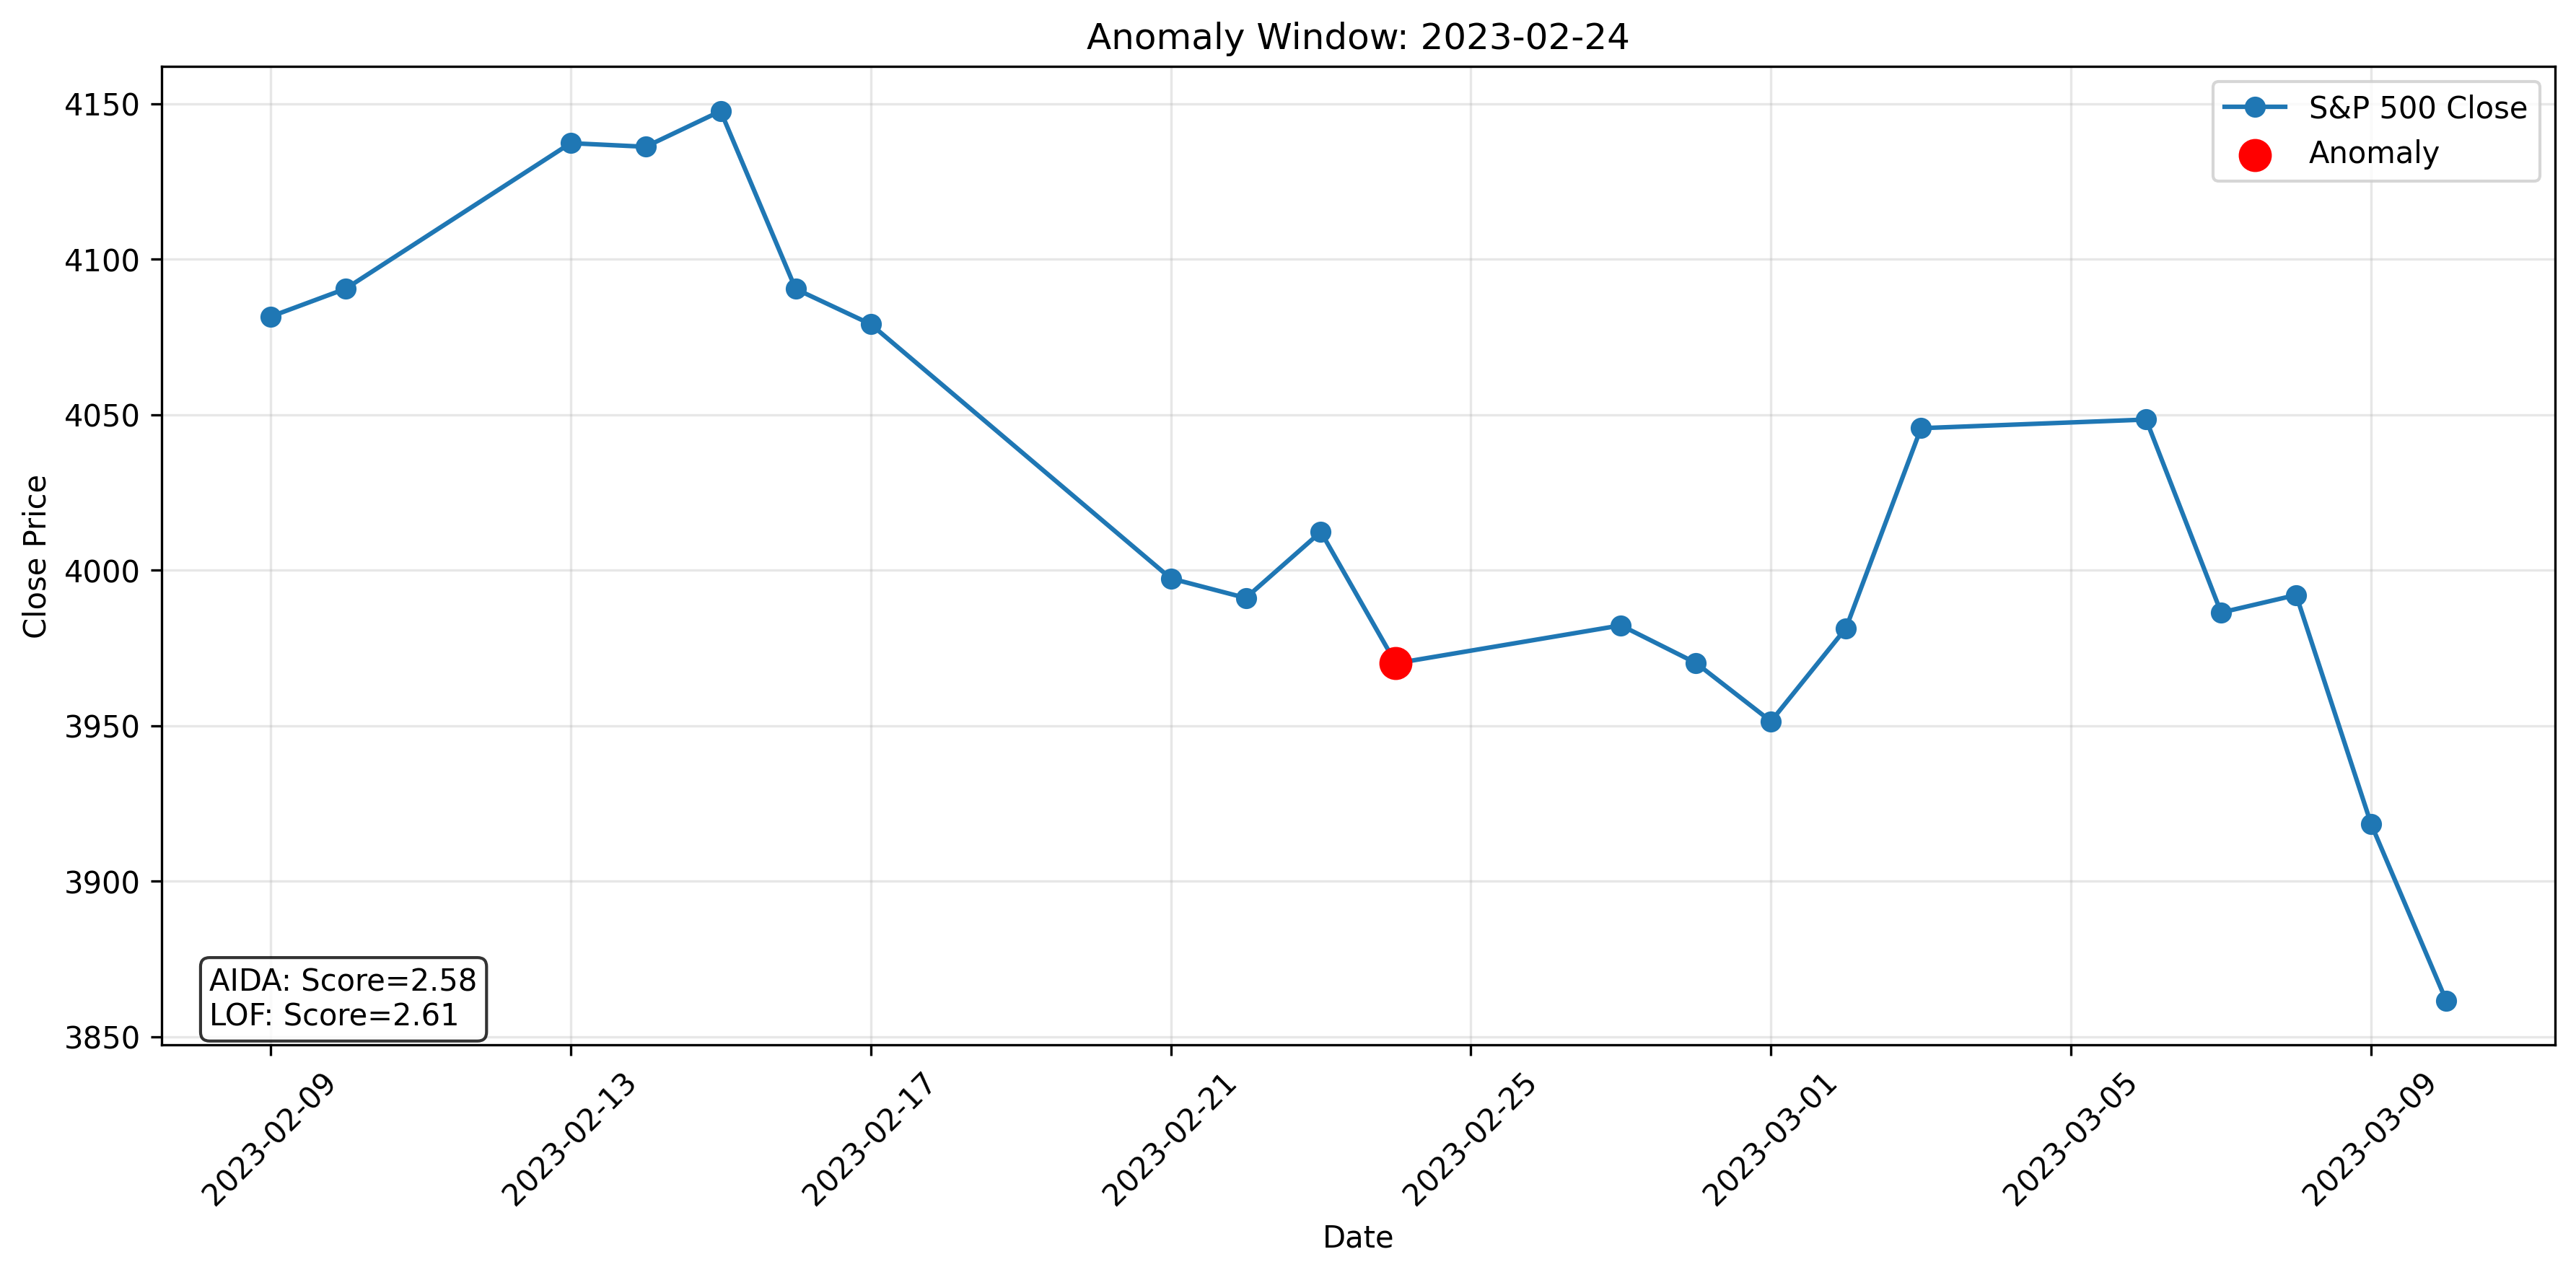 Anomaly Window: 2023-02-24
S&P 500 Close
Anomaly
Close Price
4150
4100
4050
4000
3950
3900
3850
AIDA: Score=2.58
LOF: Score=2.61
2023-02-09
2023-02-13
2023-02-17
2023-02-21
2023-02-25
2023-03-01
2023-03-05
2023-03-09
Date